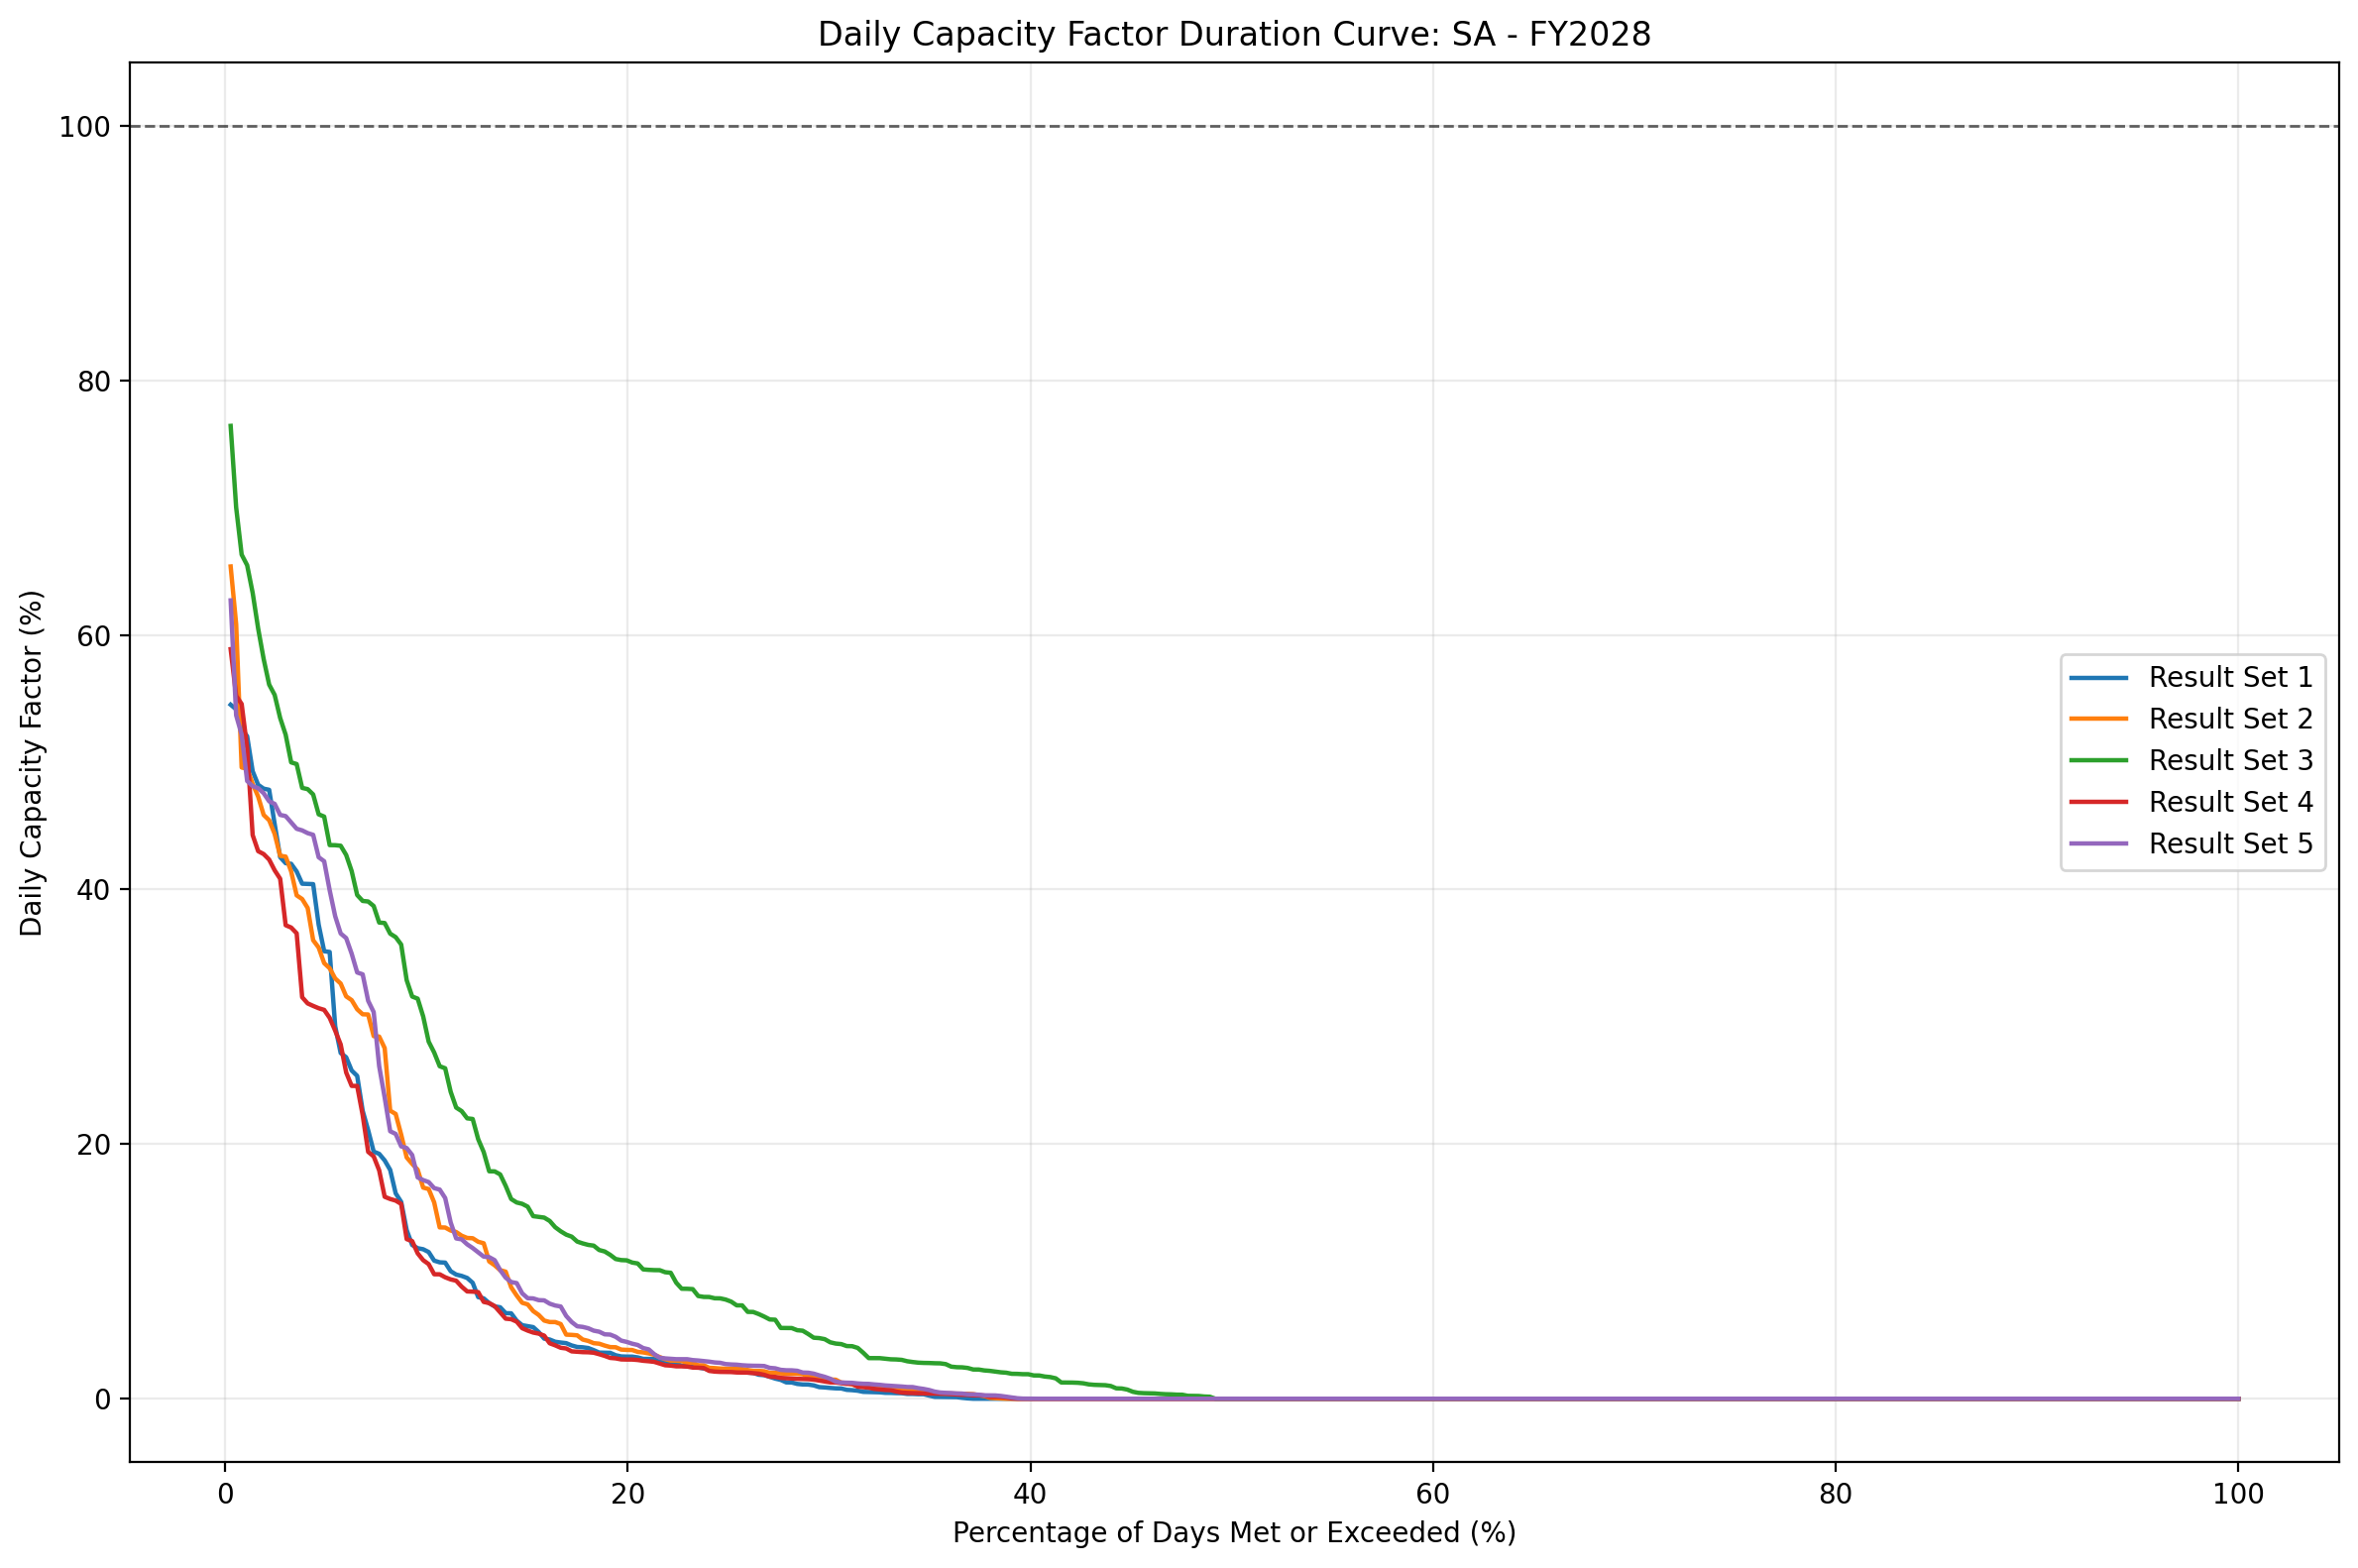 Daily Capacity Factor Duration Curve: SA - FY2028
Daily Capacity Factor (%)
100
80
60
40
20
0
Result Set 1
Result Set 2
Result Set 3
Result Set 4
Result Set 5
0 20 40 60 80 100
Percentage of Days Met or Exceeded (%)